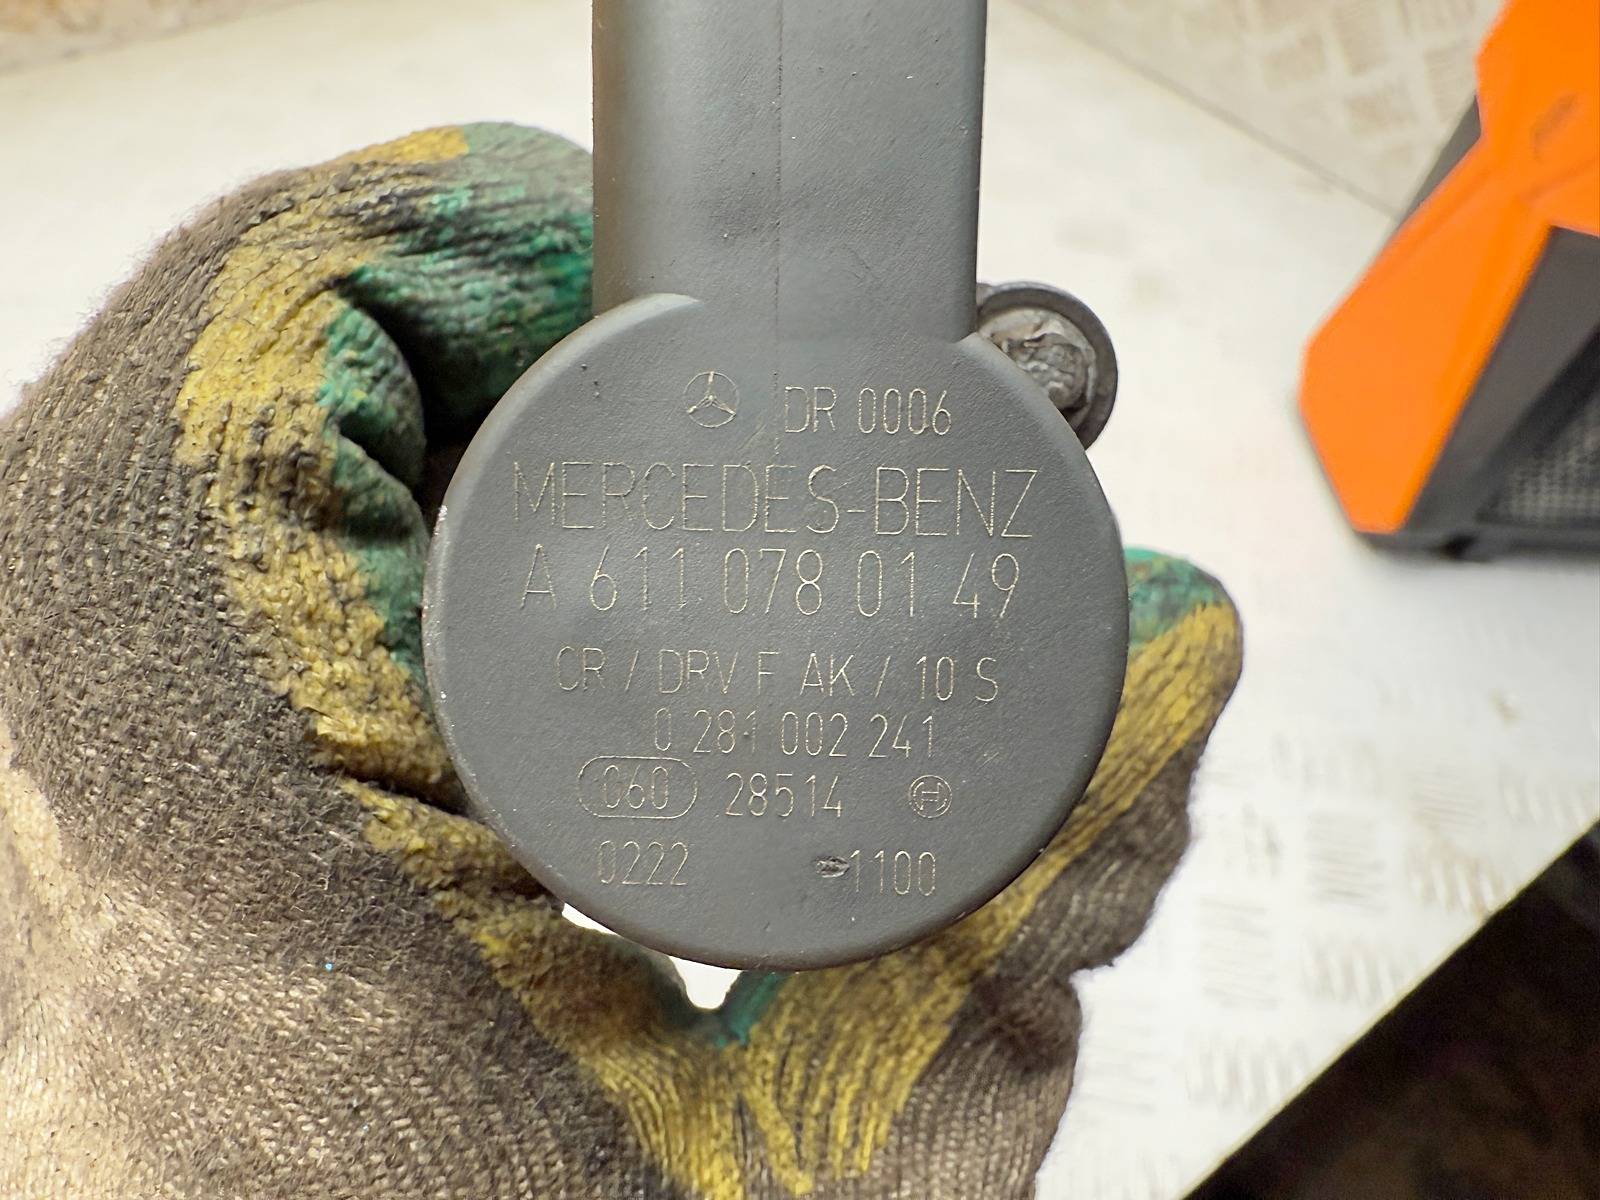 DR 0006
MERCEDES-BENZ
A 611 078 01 49
CR / DRV F AK / 10 S
0 281 002 241
060 28514
0222 1100